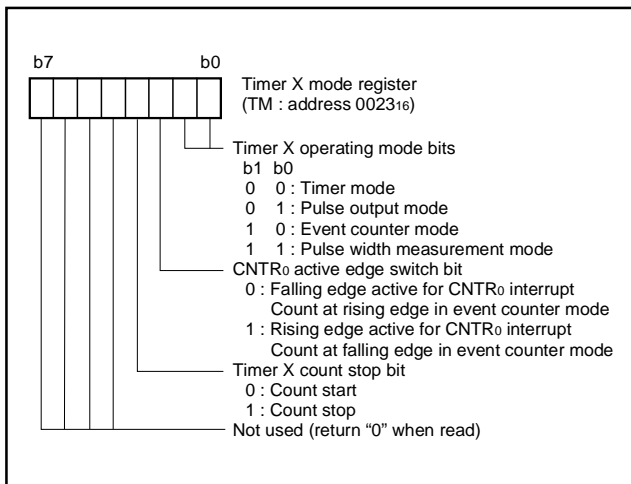 b7 b0
Timer X mode register
(TM : address 0023₁₆)
Timer X operating mode bits
b1 b0
0 0 : Timer mode
0 1 : Pulse output mode
1 0 : Event counter mode
1 1 : Pulse width measurement mode
CNTR₀ active edge switch bit
0 : Falling edge active for CNTR₀ interrupt
Count at rising edge in event counter mode
1 : Rising edge active for CNTR₀ interrupt
Count at falling edge in event counter mode
Timer X count stop bit
0 : Count start
1 : Count stop
Not used (return “0” when read)